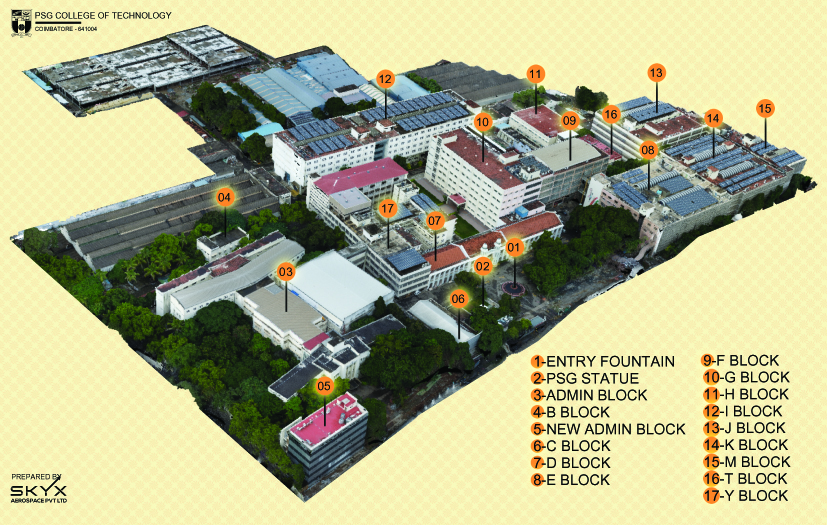 PSG COLLEGE OF TECHNOLOGY
COIMBATORE - 641004
13
11
12
15
16
14
10
09
08
04
17
07
01
02
03
06
05
1-ENTRY FOUNTAIN
2-PSG STATUE
3-ADMIN BLOCK
4-B BLOCK
5-NEW ADMIN BLOCK
6-C BLOCK
7-D BLOCK
8-E BLOCK
9-F BLOCK
10-G BLOCK
11-H BLOCK
12-I BLOCK
13-J BLOCK
14-K BLOCK
15-M BLOCK
16-T BLOCK
17-Y BLOCK
PREPARED BY
SKYX
AEROSPACE PVT LTD